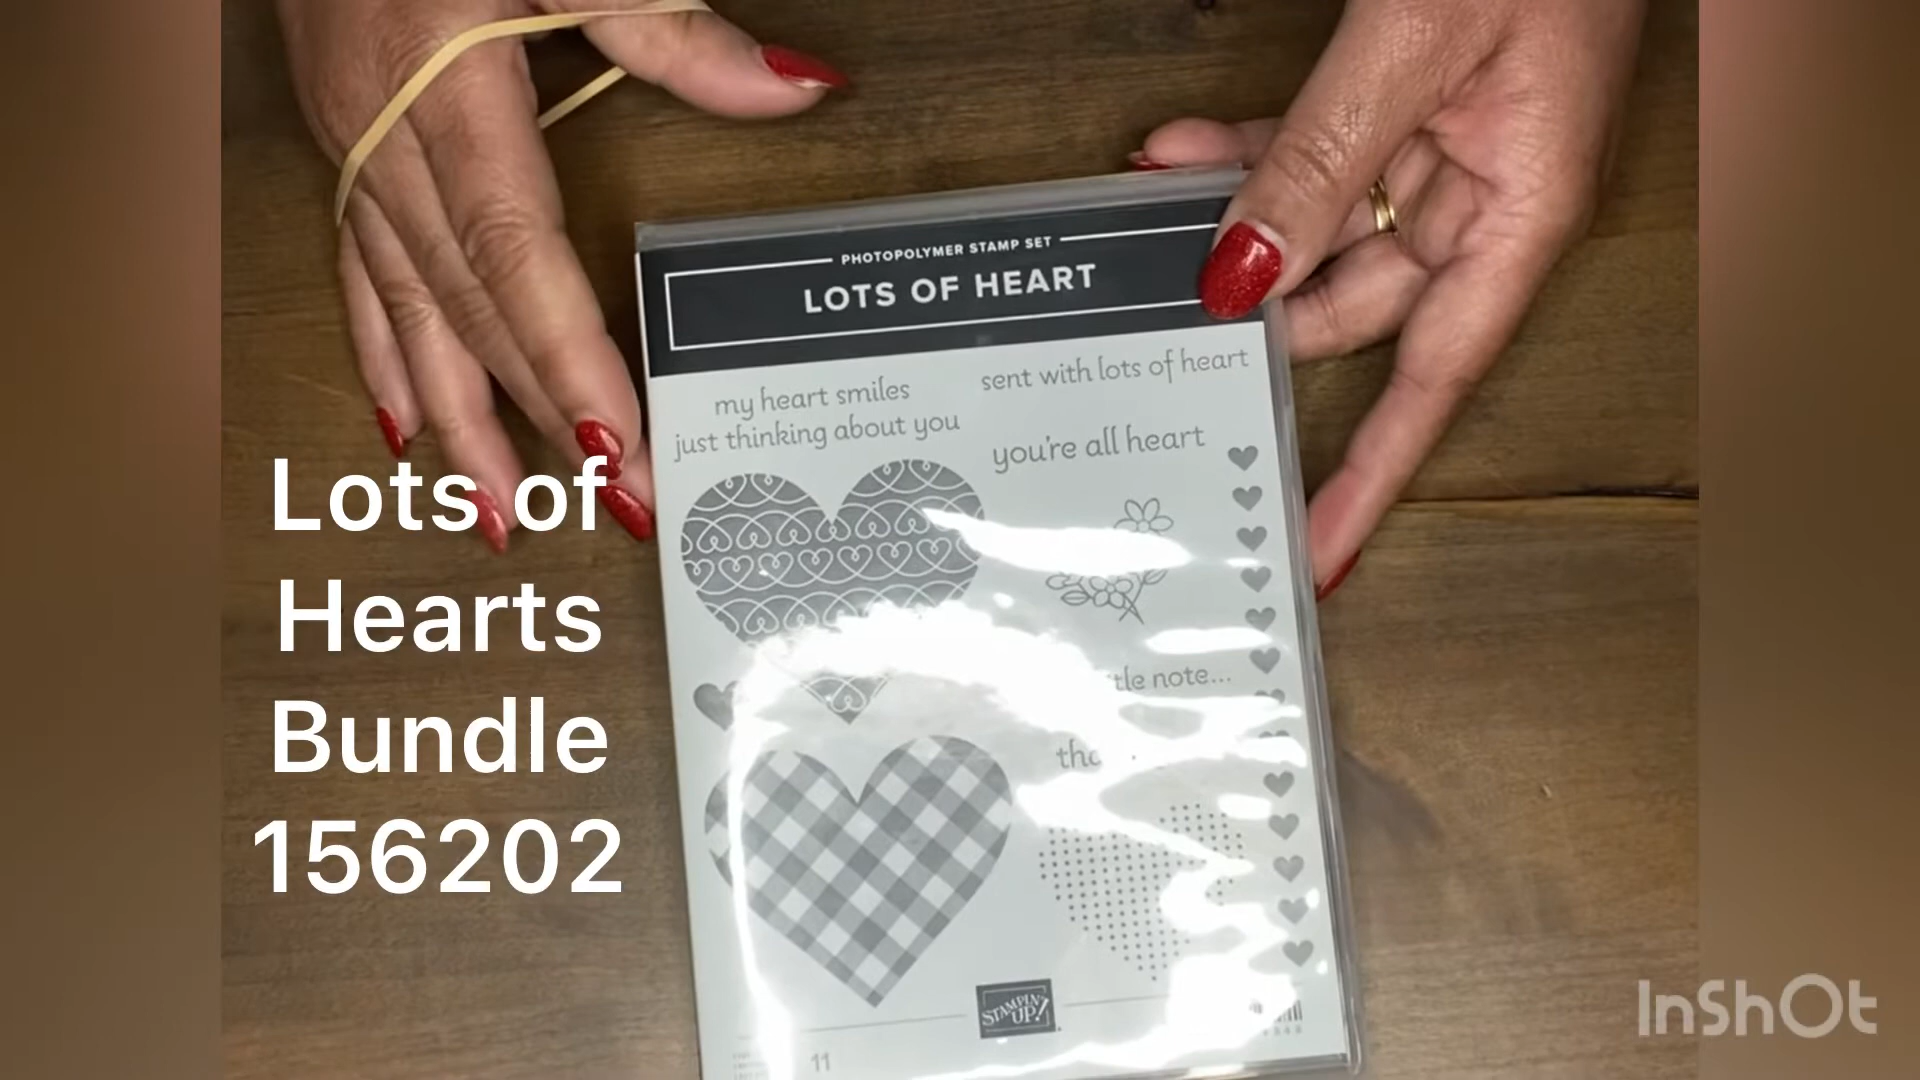 PHOTOPOLYMER STAMP SET
LOTS OF HEART
my heart smiles
just thinking about you
sent with lots of heart
you're all heart
note...
STAMPIN' UP!
11
Lots of
Hearts
Bundle
156202
InShOt